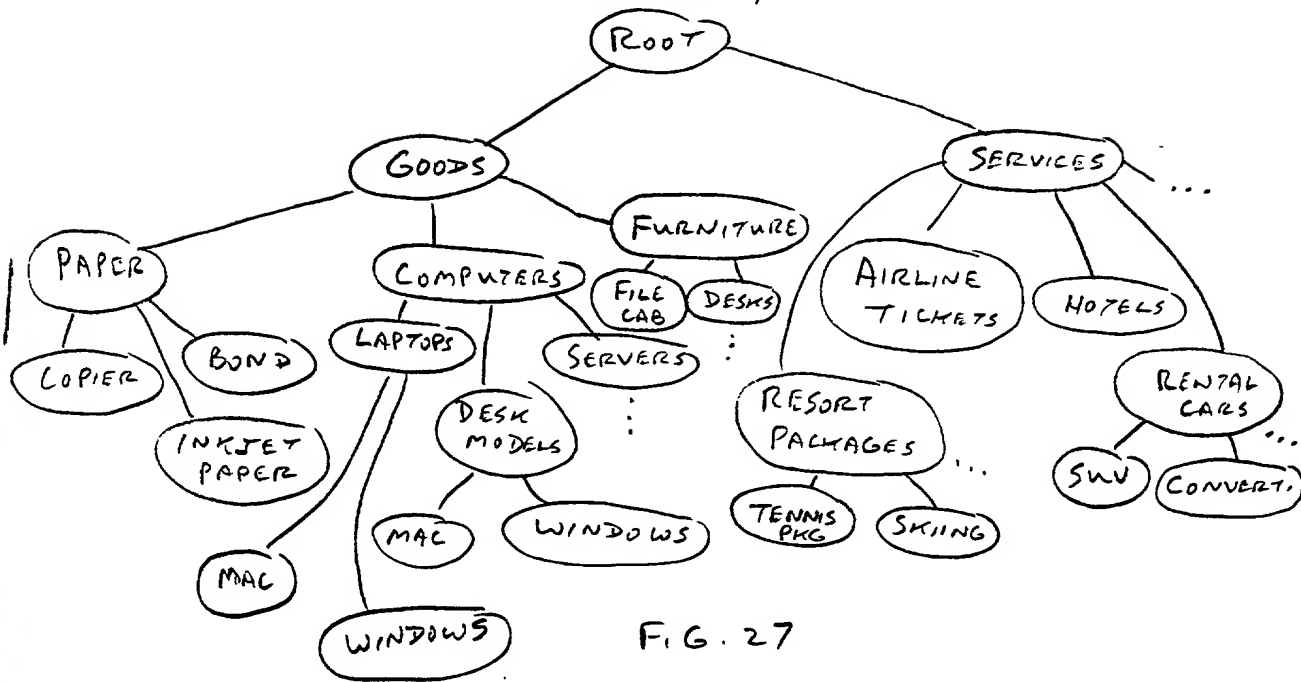 ROOT
GOODS
SERVICES
...
FURNITURE
PAPER
COMPUTERS
AIRLINE
TICKETS
HOTELS
FILE
CAB
DESKS
...
LAPTOPS
BOND
SERVERS
...
COPIER
INKJET
PAPER
DESK
MODELS
RESORT
PACKAGES
...
RENTAL
CARS
...
SUV
CONVERT.
MAC
WINDOWS
TENNIS
PKG
SKIING
MAC
WINDOWS
FIG. 27